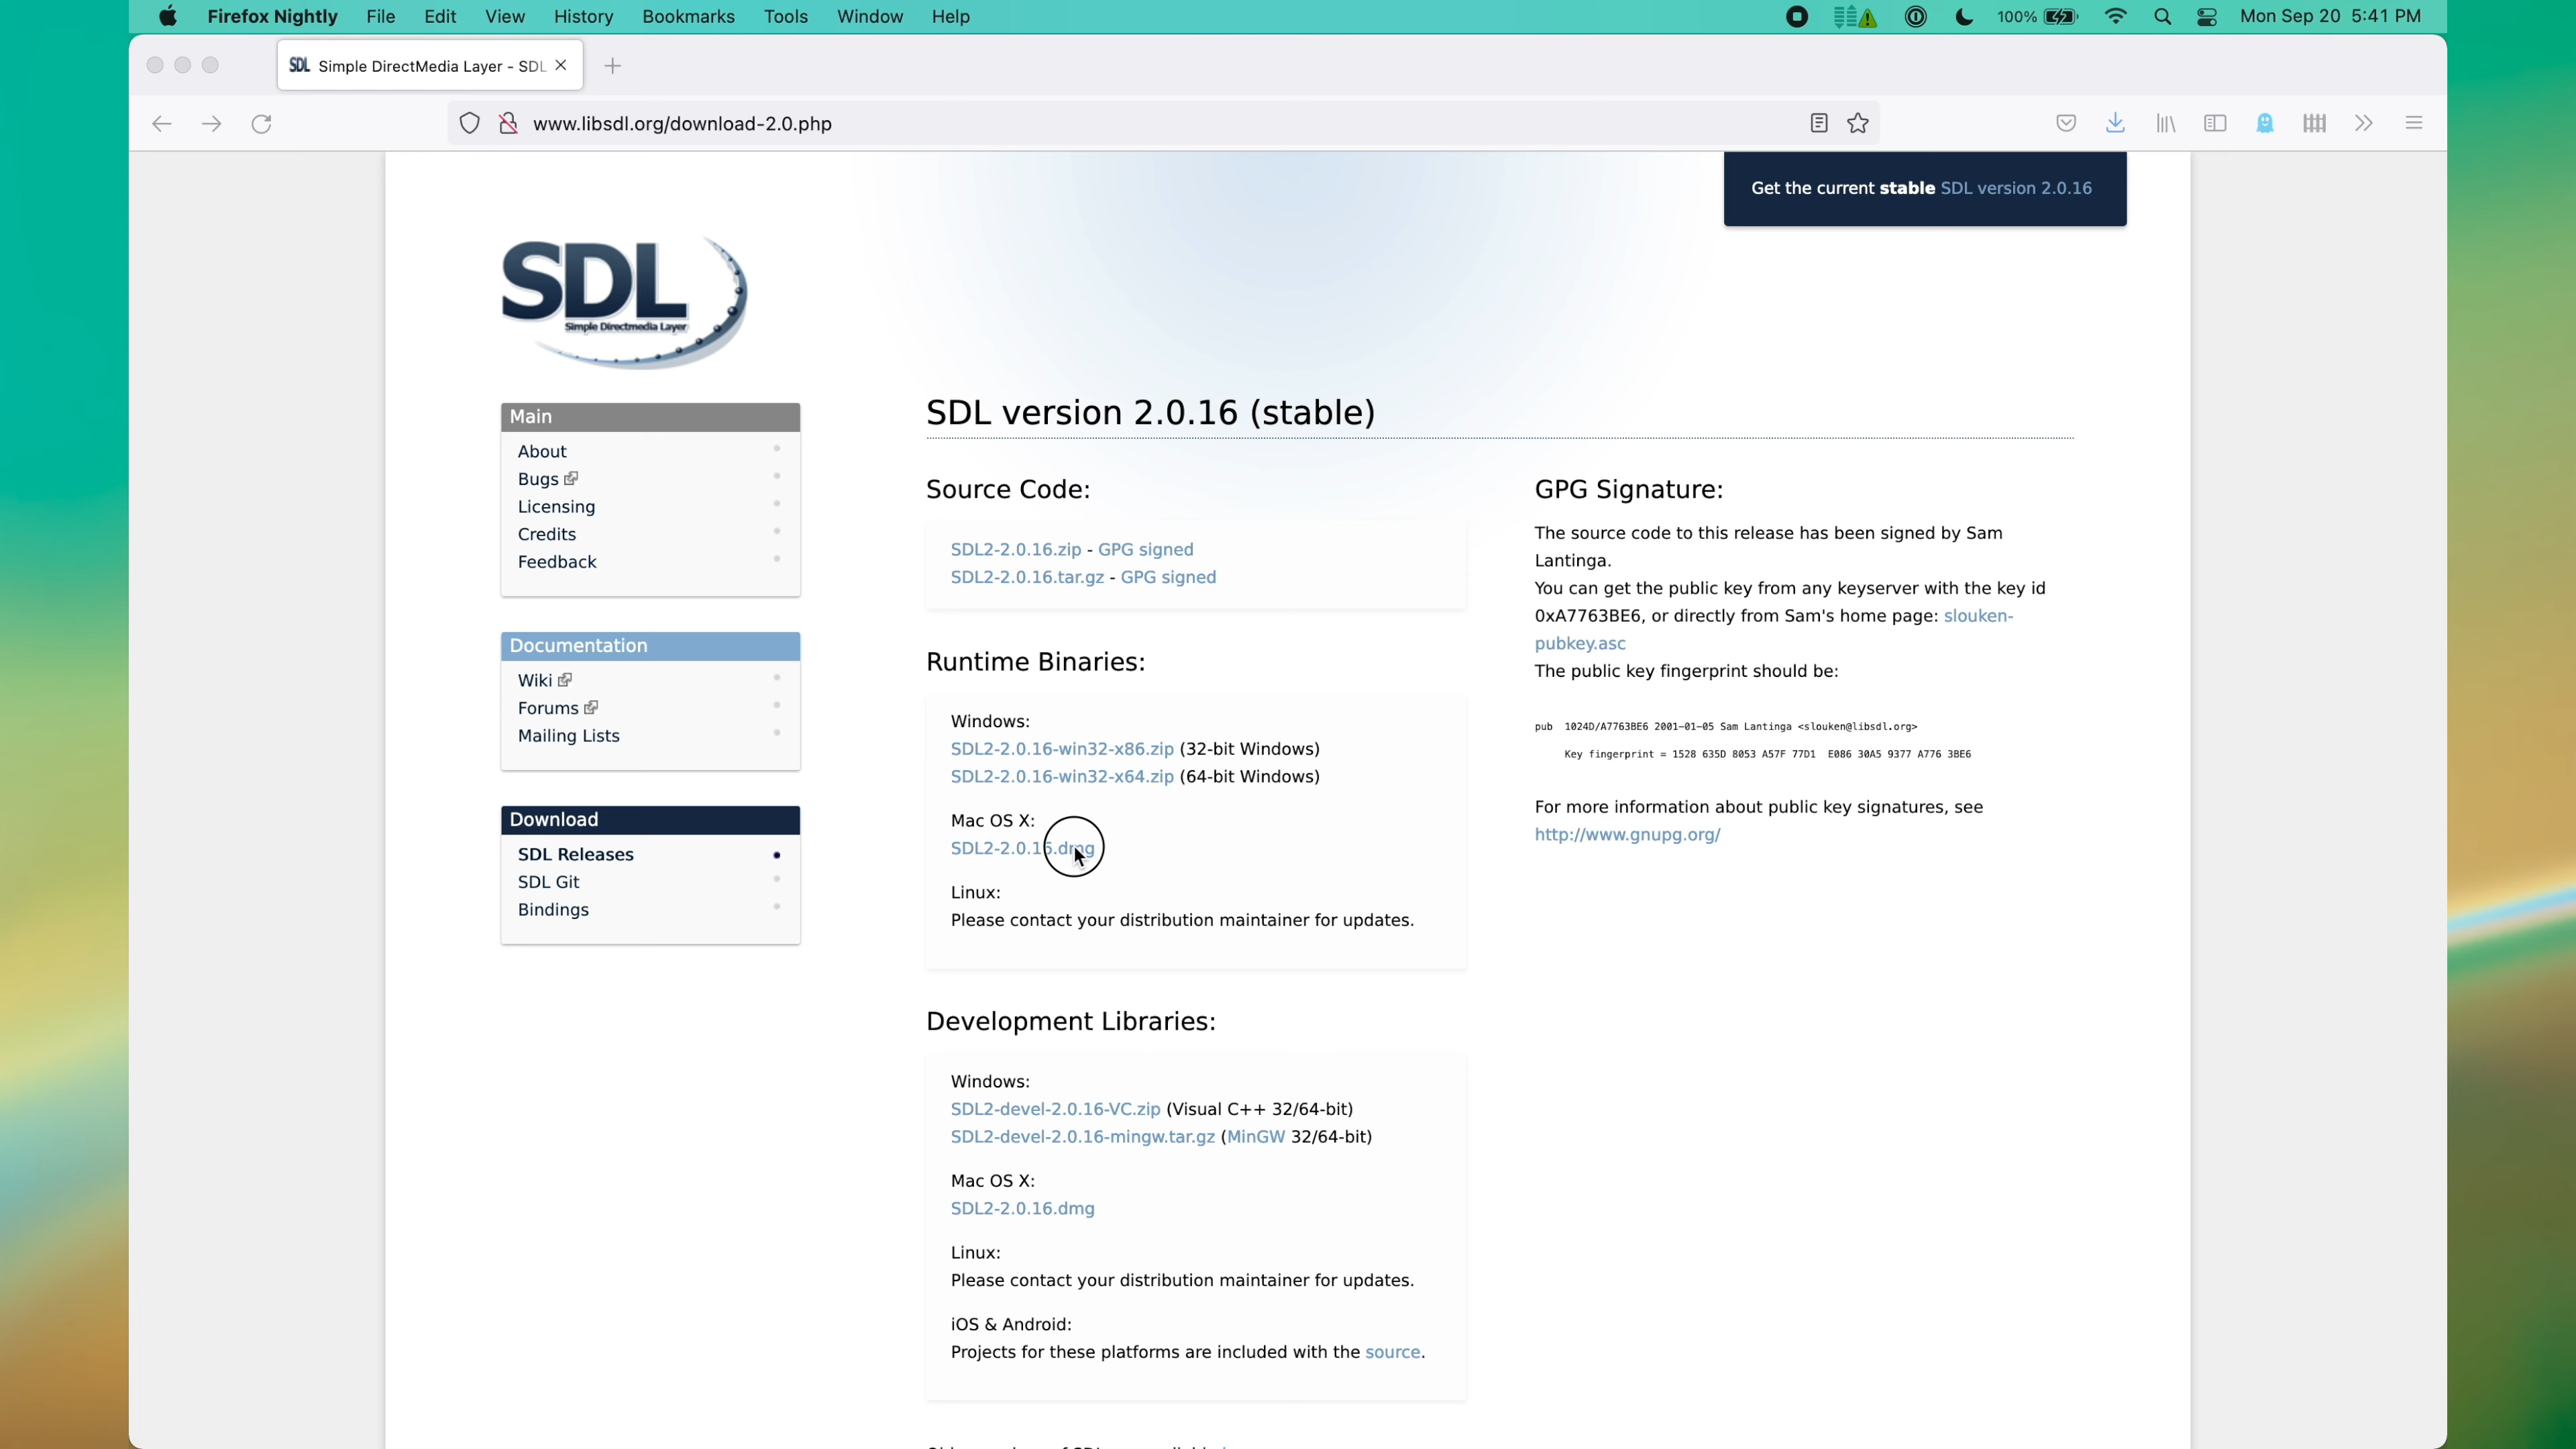 Firefox Nightly File Edit View History Bookmarks Tools Window Help 100% Mon Sep 20 5:41 PM
SDL Simple DirectMedia Layer - SDL
www.libsdl.org/download-2.0.php
Get the current stable SDL version 2.0.16
SDL
Simple Directmedia Layer
Main
About
Bugs
Licensing
Credits
Feedback
Documentation
Wiki
Forums
Mailing Lists
Download
SDL Releases
SDL Git
Bindings
SDL version 2.0.16 (stable)
Source Code:
SDL2-2.0.16.zip - GPG signed
SDL2-2.0.16.tar.gz - GPG signed
Runtime Binaries:
Windows:
SDL2-2.0.16-win32-x86.zip (32-bit Windows)
SDL2-2.0.16-win32-x64.zip (64-bit Windows)
Mac OS X:
SDL2-2.0.16.dmg
Linux:
Please contact your distribution maintainer for updates.
Development Libraries:
Windows:
SDL2-devel-2.0.16-VC.zip (Visual C++ 32/64-bit)
SDL2-devel-2.0.16-mingw.tar.gz (MinGW 32/64-bit)
Mac OS X:
SDL2-2.0.16.dmg
Linux:
Please contact your distribution maintainer for updates.
iOS & Android:
Projects for these platforms are included with the source.
GPG Signature:
The source code to this release has been signed by Sam
Lantinga.
You can get the public key from any keyserver with the key id
0xA7763BE6, or directly from Sam's home page: slouken-
pubkey.asc
The public key fingerprint should be:
pub 1024D/A7763BE6 2001-01-05 Sam Lantinga <slouken@libsdl.org>
Key fingerprint = 1528 635D 8053 A57F 77D1 E086 30A5 9377 A776 3BE6
For more information about public key signatures, see
http://www.gnupg.org/